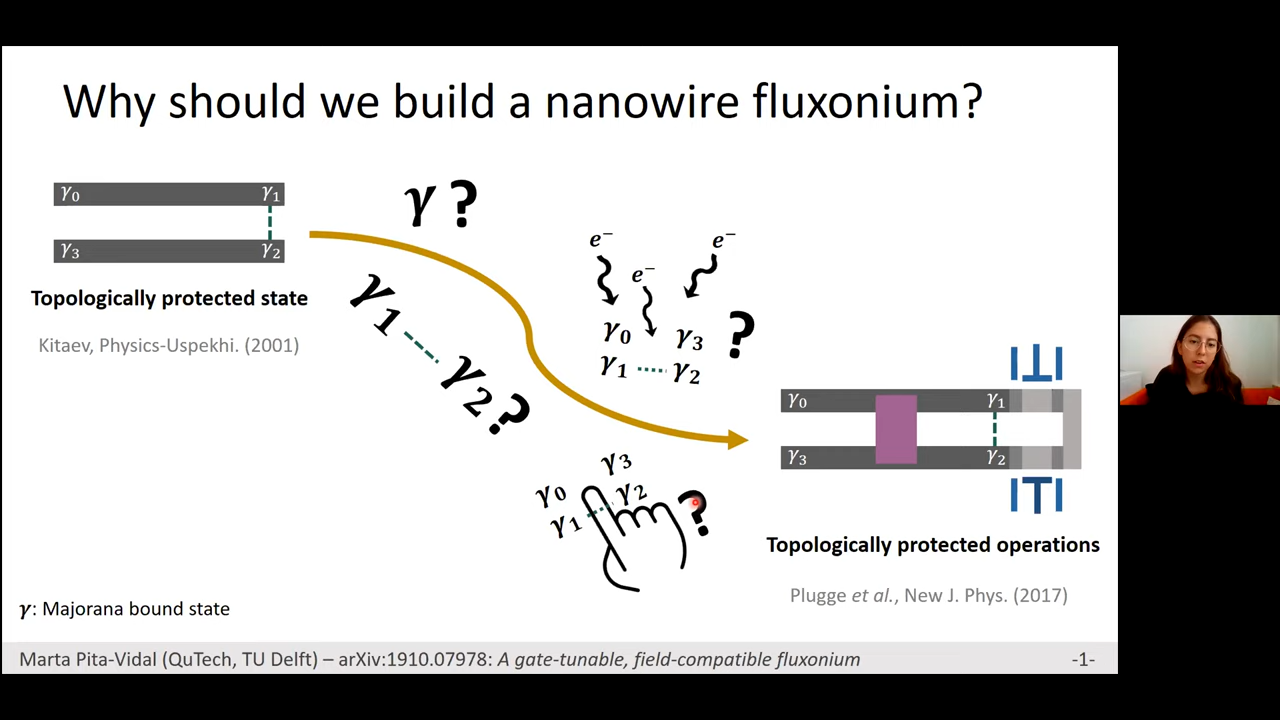 Why should we build a nanowire fluxonium?
γ0 γ1
γ3 γ2
Topologically protected state
Kitaev, Physics-Uspekhi. (2001)
γ ?
γ1 γ2 ?
e⁻ e⁻ e⁻
γ0 γ3 ?
γ1 γ2
γ3
γ0 γ2 ?
γ1
γ0 γ1
γ3 γ2
Topologically protected operations
Plugge et al., New J. Phys. (2017)
γ: Majorana bound state
Marta Pita-Vidal (QuTech, TU Delft) – arXiv:1910.07978: A gate-tunable, field-compatible fluxonium
-1-